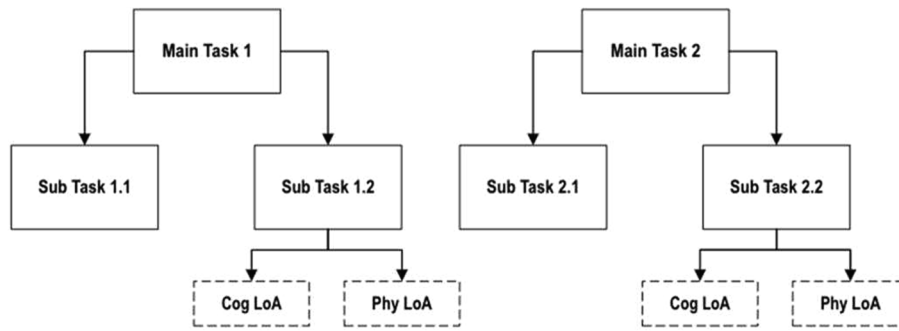 Main Task 1
Main Task 2
Sub Task 1.1
Sub Task 1.2
Sub Task 2.1
Sub Task 2.2
Cog LoA
Phy LoA
Cog LoA
Phy LoA